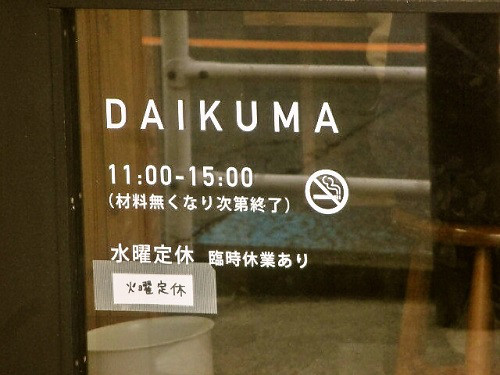 DAIKUMA
11:00-15:00
(材料無くなり次第終了)
水曜定休 臨時休業あり
火曜定休